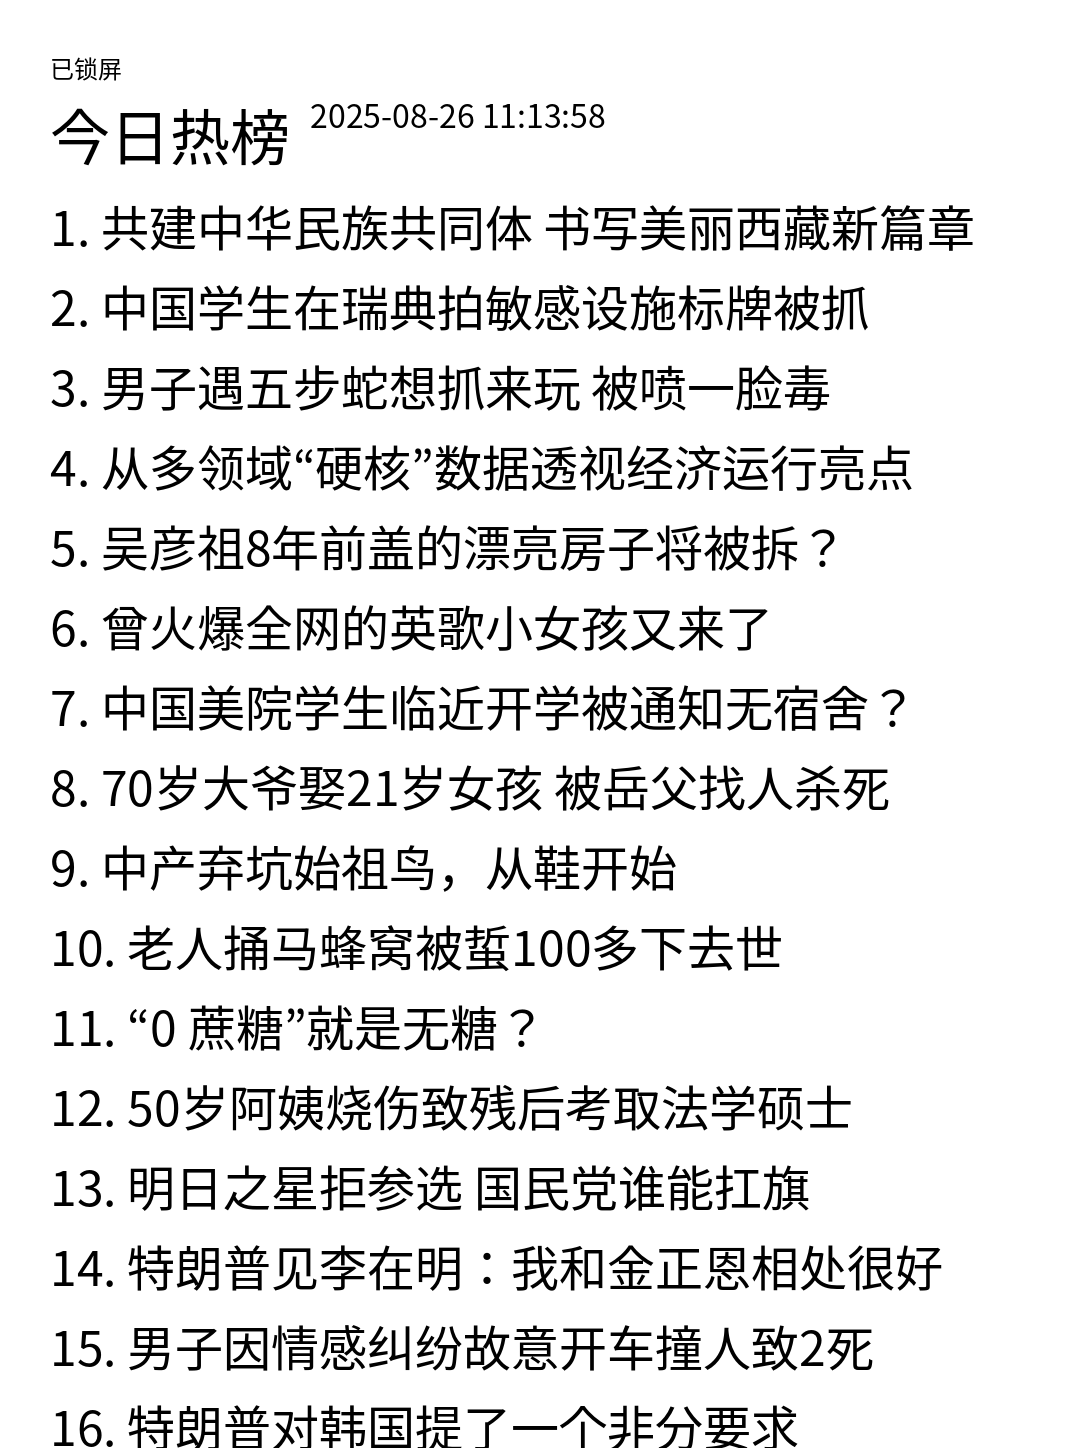 已锁屏
今日热榜 2025-08-26 11:13:58
1. 共建中华民族共同体 书写美丽西藏新篇章
2. 中国学生在瑞典拍敏感设施标牌被抓
3. 男子遇五步蛇想抓来玩 被喷一脸毒
4. 从多领域“硬核”数据透视经济运行亮点
5. 吴彦祖8年前盖的漂亮房子将被拆？
6. 曾火爆全网的英歌小女孩又来了
7. 中国美院学生临近开学被通知无宿舍？
8. 70岁大爷娶21岁女孩 被岳父找人杀死
9. 中产弃坑始祖鸟，从鞋开始
10. 老人捅马蜂窝被蜇100多下去世
11. “0 蔗糖”就是无糖？
12. 50岁阿姨烧伤致残后考取法学硕士
13. 明日之星拒参选 国民党谁能扛旗
14. 特朗普见李在明：我和金正恩相处很好
15. 男子因情感纠纷故意开车撞人致2死
16. 特朗普对韩国提了一个非分要求